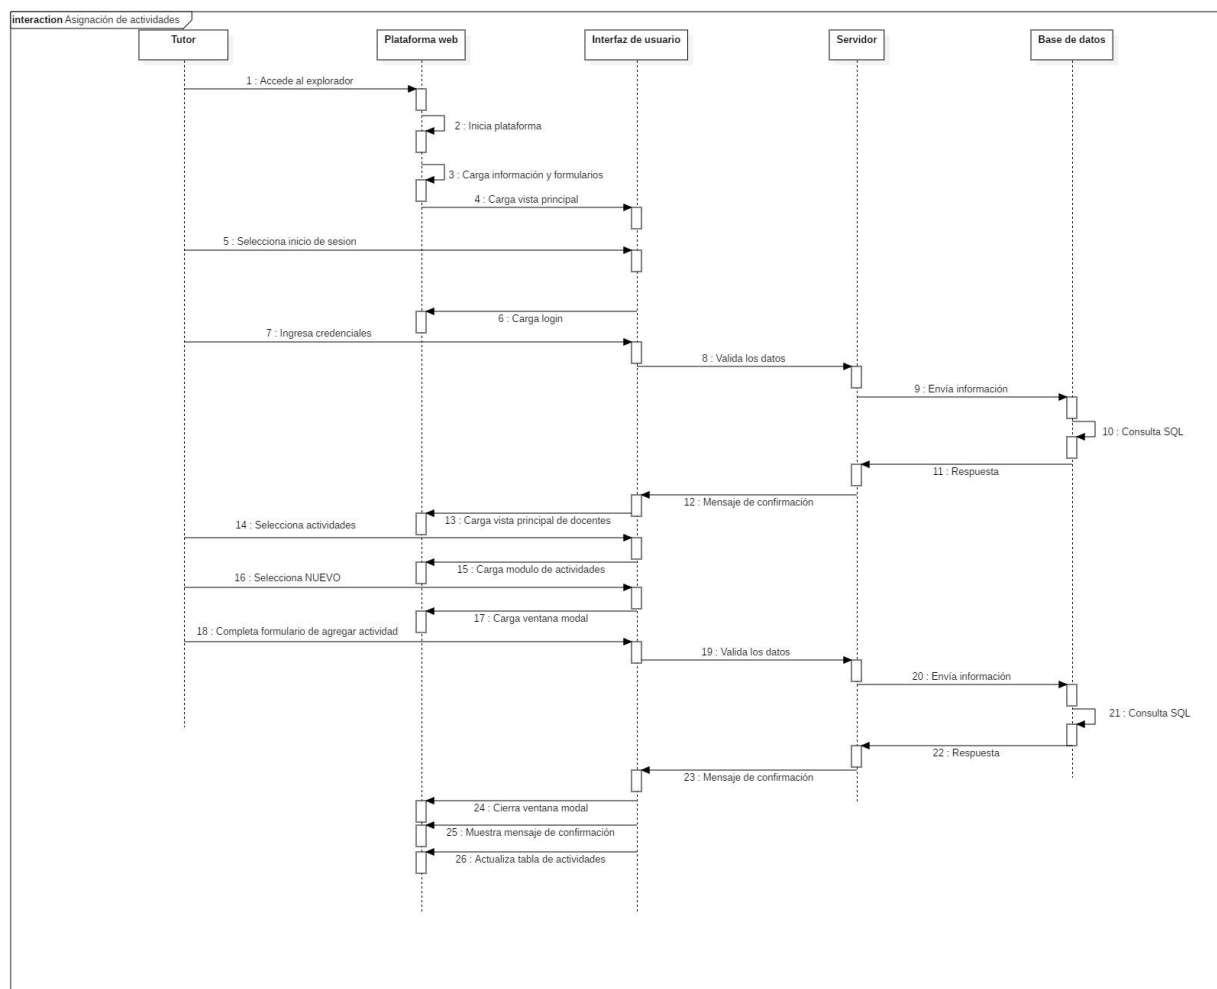 interaction Asignación de actividades
Tutor
Plataforma web
Interfaz de usuario
Servidor
Base de datos
1 : Accede al explorador
2 : Inicia plataforma
3 : Carga información y formularios
4 : Carga vista principal
5 : Selecciona inicio de sesion
6 : Carga login
7 : Ingresa credenciales
8 : Valida los datos
9 : Envía información
10 : Consulta SQL
11 : Respuesta
12 : Mensaje de confirmación
13 : Carga vista principal de docentes
14 : Selecciona actividades
15 : Carga modulo de actividades
16 : Selecciona NUEVO
17 : Carga ventana modal
18 : Completa formulario de agregar actividad
19 : Valida los datos
20 : Envía información
21 : Consulta SQL
22 : Respuesta
23 : Mensaje de confirmación
24 : Cierra ventana modal
25 : Muestra mensaje de confirmación
26 : Actualiza tabla de actividades